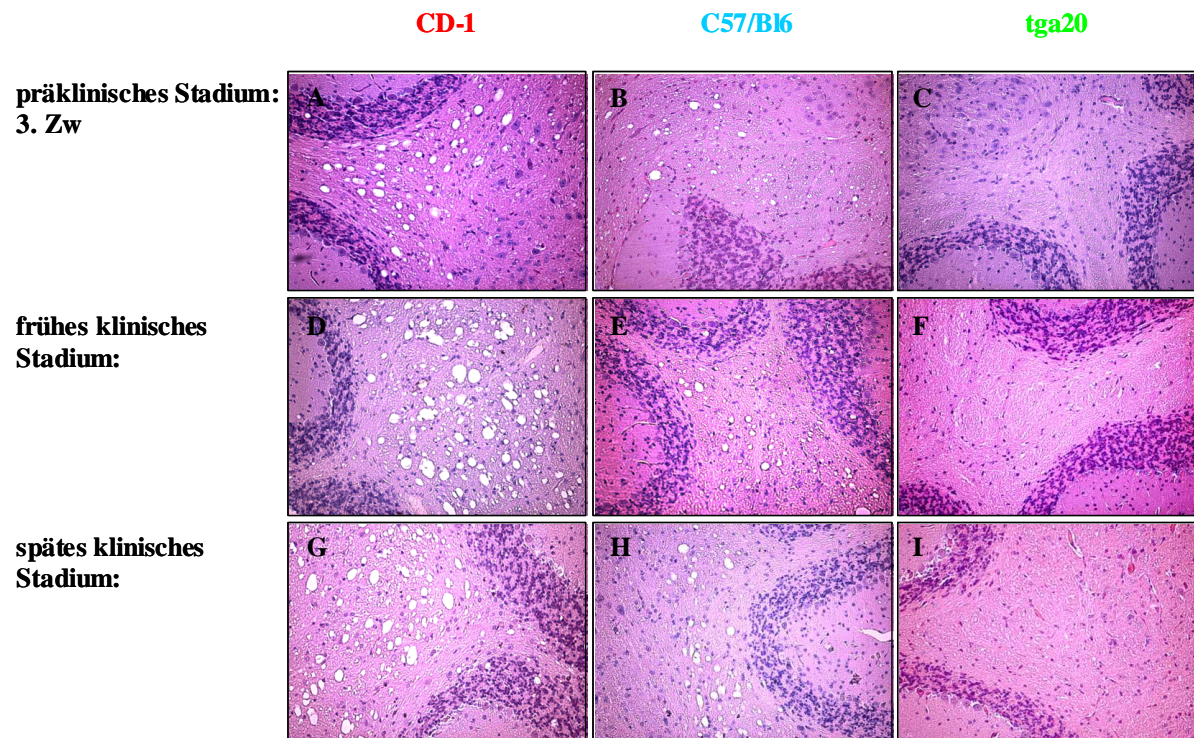 CD-1 C57/Bl6 tga20
präklinisches Stadium:
3. Zw
A B C
frühes klinisches
Stadium:
D E F
spätes klinisches
Stadium:
G H I